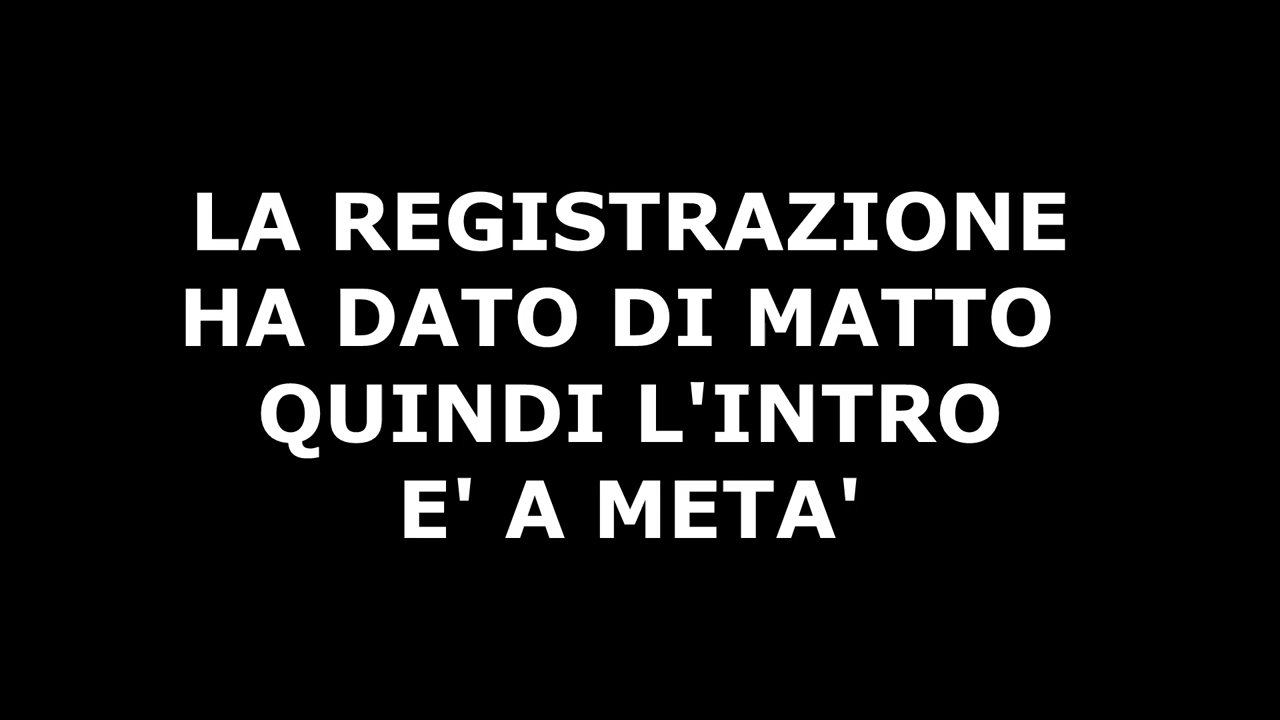 LA REGISTRAZIONE
HA DATO DI MATTO
QUINDI L'INTRO
E' A META'